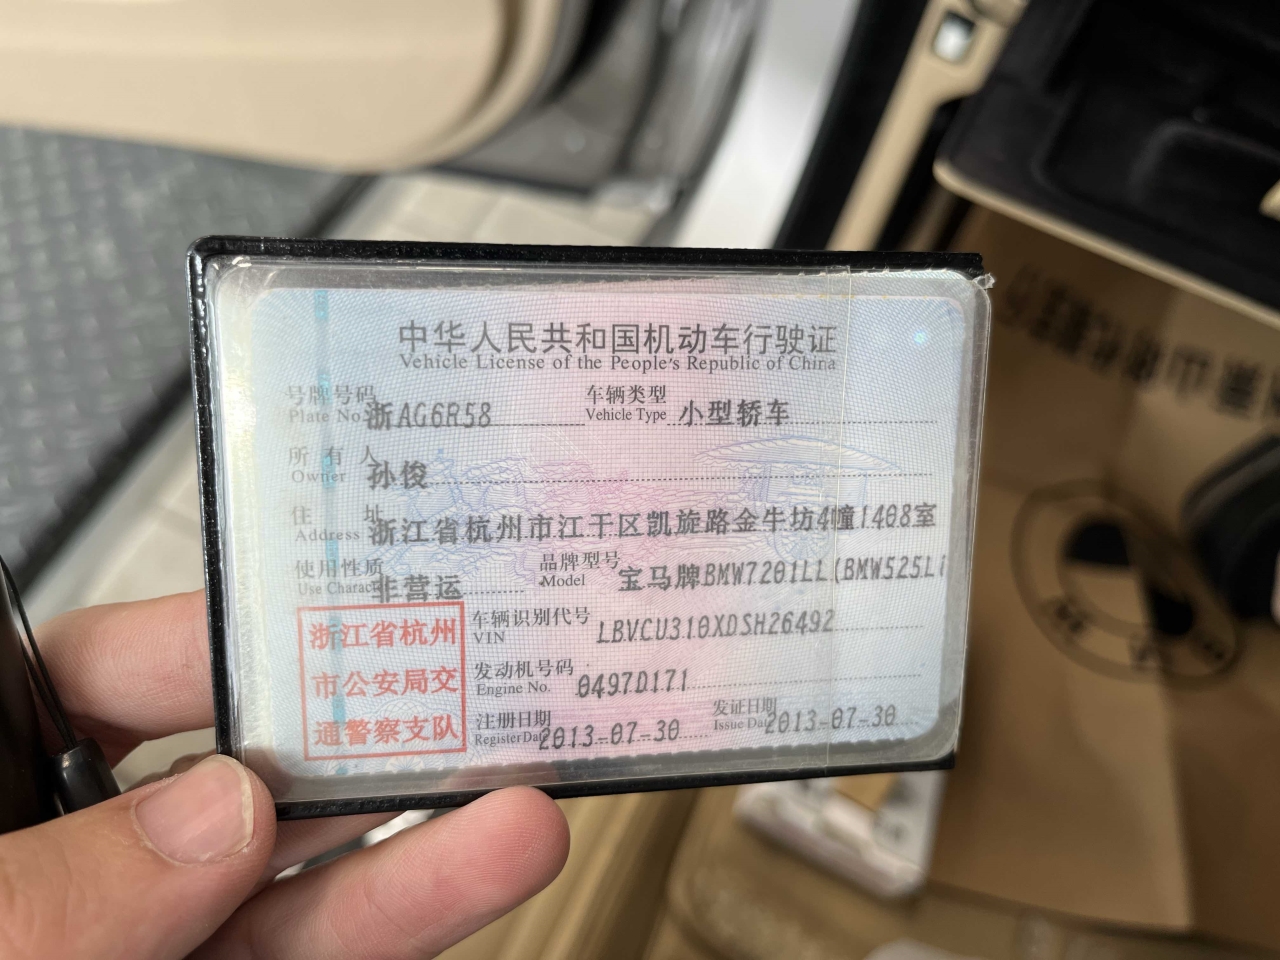 中华人民共和国机动车行驶证
Vehicle License of the People's Republic of China
号牌号码 浙AG6R58 车辆类型 小型轿车
Plate No. Vehicle Type
所有人 孙俊
Owner
住址 浙江省杭州市江干区凯旋路金牛坊4幢1408室
Address
使用性质 非营运 品牌型号 宝马牌BMW7201LL(BMW525Li
Use Charac Model
浙江省杭州
市公安局交
通警察支队
车辆识别代号 LBVCU310XDSH26492
VIN
发动机号码 04970171
Engine No.
注册日期 2013-07-30 发证日期 2013-07-30
Register Dat Issue Dat